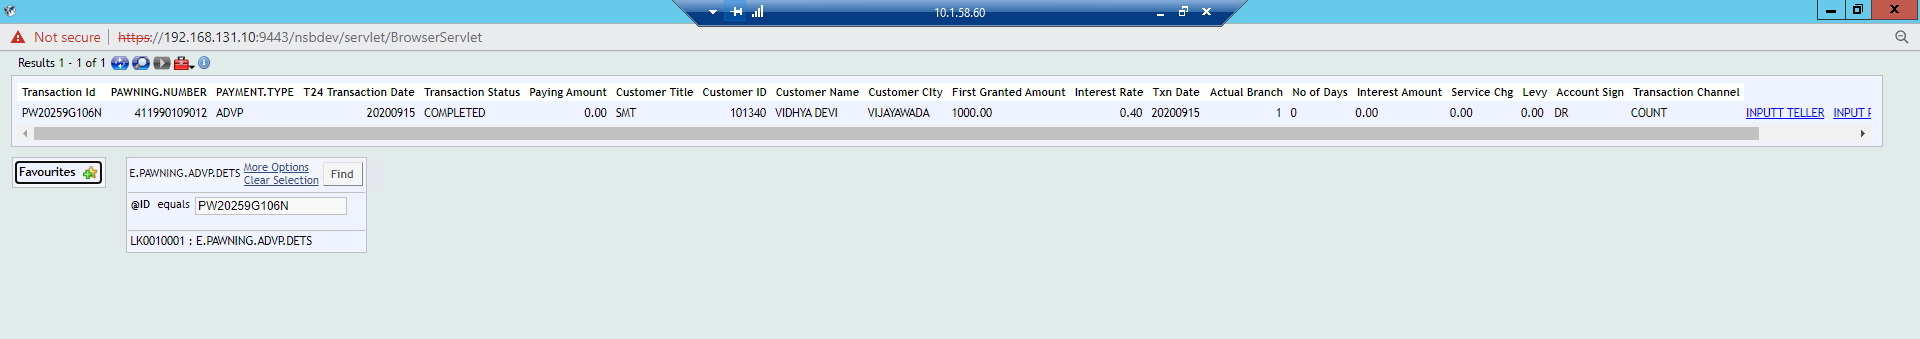 10.1.58.60
Not secure https://192.168.131.10:9443/nsbdev/servlet/BrowserServlet
Results 1 - 1 of 1
Transaction Id PAWNING.NUMBER PAYMENT.TYPE T24 Transaction Date Transaction Status Paying Amount Customer Title Customer ID Customer Name Customer CIty First Granted Amount Interest Rate Txn Date Actual Branch No of Days Interest Amount Service Chg Levy Account Sign Transaction Channel
PW20259G106N 411990109012 ADVP 20200915 COMPLETED 0.00 SMT 101340 VIDHYA DEVI VIJAYAWADA 1000.00 0.40 20200915 1 0 0.00 0.00 0.00 DR COUNT INPUTT TELLER INPUT
Favourites
E.PAWNING.ADVP.DETS More Options Find
Clear Selection
@ID equals PW20259G106N
LK0010001 : E.PAWNING.ADVP.DETS